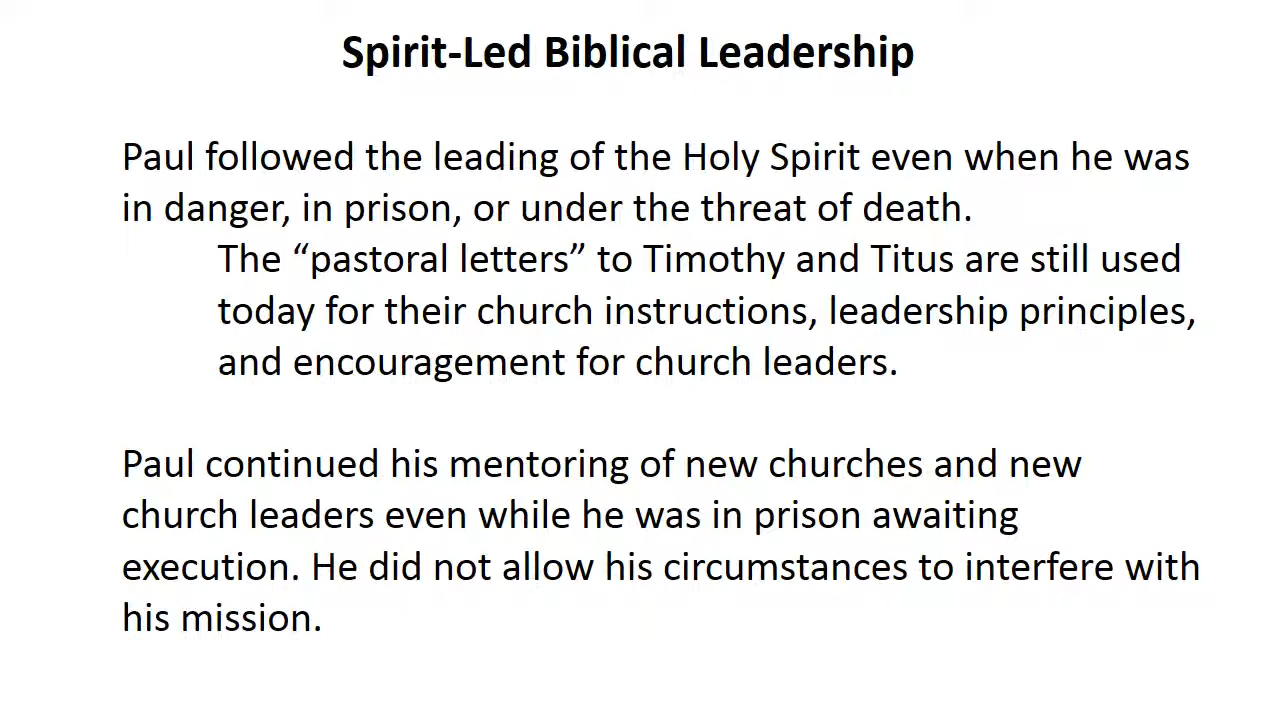 Spirit-Led Biblical Leadership
Paul followed the leading of the Holy Spirit even when he was
in danger, in prison, or under the threat of death.
The “pastoral letters” to Timothy and Titus are still used
today for their church instructions, leadership principles,
and encouragement for church leaders.
Paul continued his mentoring of new churches and new
church leaders even while he was in prison awaiting
execution. He did not allow his circumstances to interfere with
his mission.